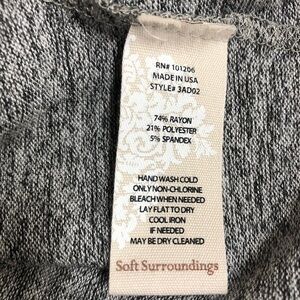 RN# 101206
MADE IN USA
STYLE# 3AD02
74% RAYON
21% POLYESTER
5% SPANDEX
HAND WASH COLD
ONLY NON-CHLORINE
BLEACH WHEN NEEDED
LAY FLAT TO DRY
COOL IRON
IF NEEDED
MAY BE DRY CLEANED
Soft Surroundings